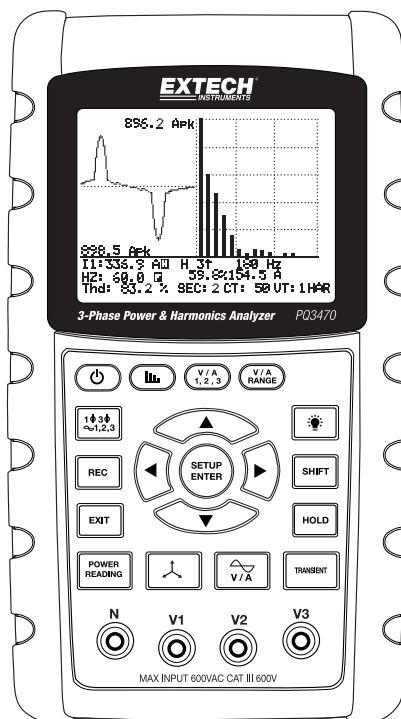 EXTECH
INSTRUMENTS
896.2 Apk
898.5 Apk
I1:336.9 A H 3↑ 180 Hz
HZ: 60.0 59.8%154.5 A
Thd: 83.2 % SEC: 2 CT: 50 VT: 1 HAR
3-Phase Power & Harmonics Analyzer PQ3470
V / A
1, 2, 3
V / A
RANGE
1Φ3Φ
1,2,3
REC
SETUP
ENTER
SHIFT
EXIT
HOLD
POWER
READING
V / A
TRANSIENT
N V1 V2 V3
MAX INPUT 600VAC CAT III 600V